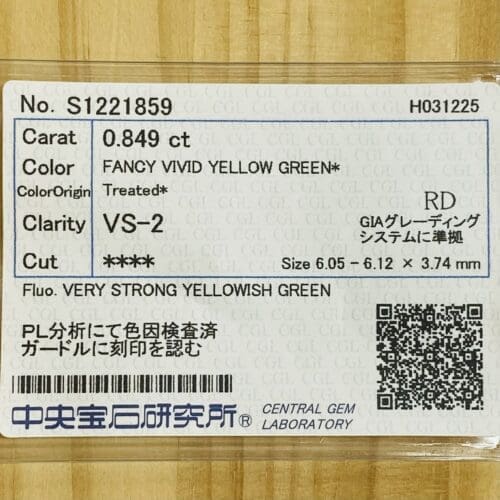 No. S1221859 H031225
Carat 0.849 ct
Color FANCY VIVID YELLOW GREEN*
ColorOrigin Treated*
Clarity VS-2
RD
GIAグレーディング
システムに準拠
Cut **** Size 6.05 - 6.12 × 3.74 mm
Fluo. VERY STRONG YELLOWISH GREEN
PL分析にて色因検査済
ガードルに刻印を認む
中央宝石研究所® CENTRAL GEM
LABORATORY